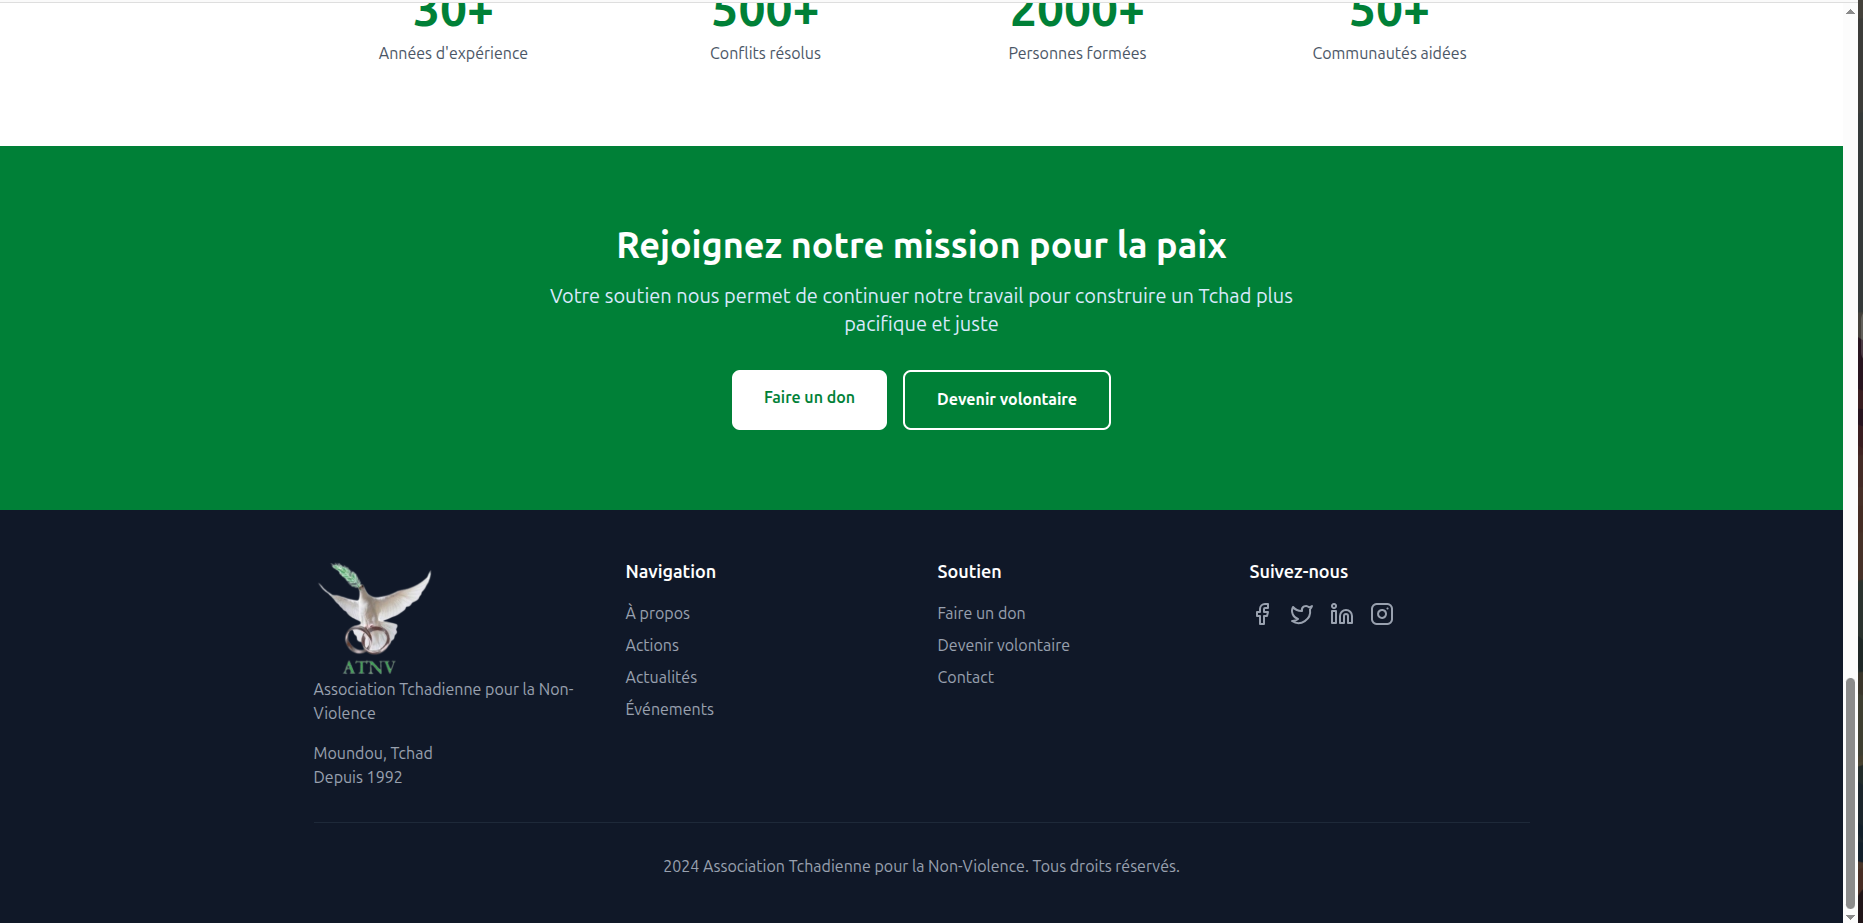 30+
500+
2000+
50+
Années d'expérience
Conflits résolus
Personnes formées
Communautés aidées
Rejoignez notre mission pour la paix
Votre soutien nous permet de continuer notre travail pour construire un Tchad plus
pacifique et juste
Faire un don
Devenir volontaire
ATNV
Association Tchadienne pour la Non-
Violence
Moundou, Tchad
Depuis 1992
Navigation
À propos
Actions
Actualités
Événements
Soutien
Faire un don
Devenir volontaire
Contact
Suivez-nous
2024 Association Tchadienne pour la Non-Violence. Tous droits réservés.